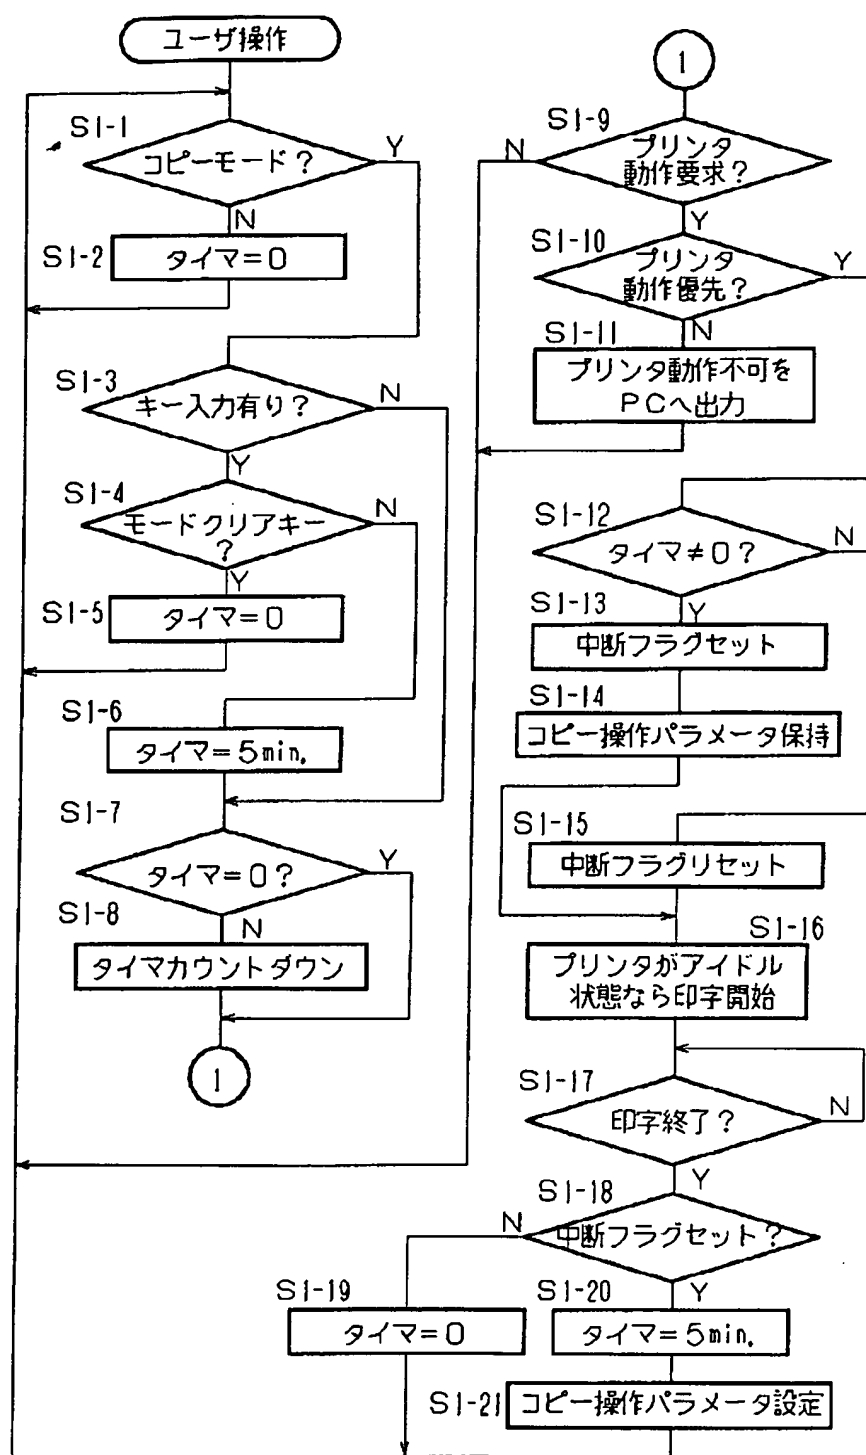 ユーザ操作
S1-1
コピーモード?
Y
N
S1-2
タイマ=0
S1-3
キー入力有り?
N
Y
S1-4
モードクリアキー
?
N
Y
S1-5
タイマ=0
S1-6
タイマ=5min.
S1-7
タイマ=0?
Y
S1-8
N
タイマカウントダウン
1
1
S1-9
プリンタ
動作要求?
N
Y
S1-10
プリンタ
動作優先?
Y
N
S1-11
プリンタ動作不可を
PCへ出力
S1-12
タイマ≠0?
N
S1-13
Y
中断フラグセット
S1-14
コピー操作パラメータ保持
S1-15
中断フラグリセット
S1-16
プリンタがアイドル
状態なら印字開始
S1-17
印字終了?
N
Y
S1-18
中断フラグセット?
N
Y
S1-19
タイマ=0
S1-20
タイマ=5min.
S1-21
コピー操作パラメータ設定